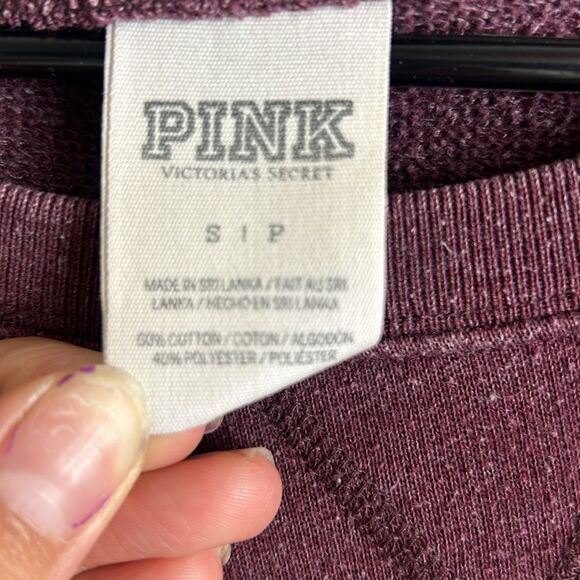 PINK
VICTORIA'S SECRET
S | P
MADE IN SRI LANKA / FAIT AU SRI
LANKA / HECHO EN SRI LANKA
60% COTTON / COTON / ALGODÓN
40% POLYESTER / POLIÉSTER